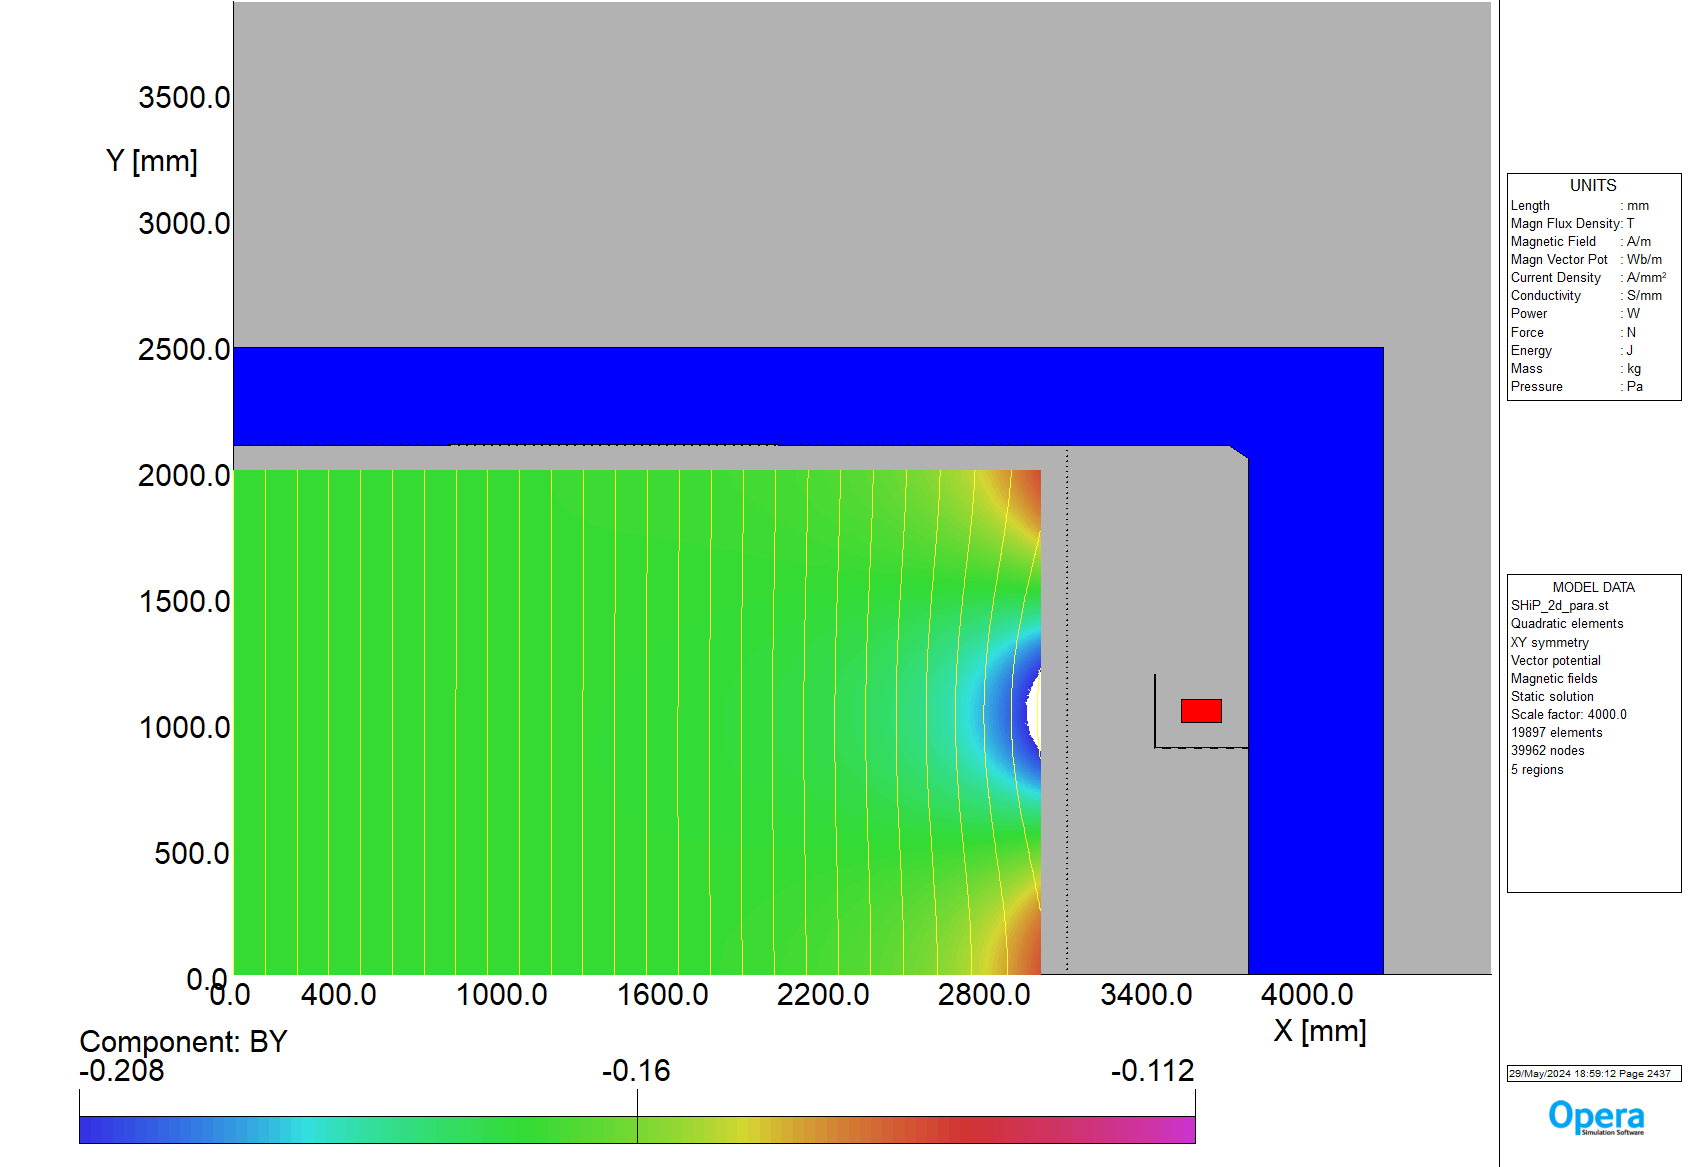 3500.0
Y [mm]
3000.0
2500.0
2000.0
1500.0
1000.0
500.0
0.0
0.0 400.0 1000.0 1600.0 2200.0 2800.0 3400.0 4000.0
X [mm]
Component: BY
-0.208 -0.16 -0.112
UNITS
Length : mm
Magn Flux Density : T
Magnetic Field : A/m
Magn Vector Pot : Wb/m
Current Density : A/mm²
Conductivity : S/mm
Power : W
Force : N
Energy : J
Mass : kg
Pressure : Pa
MODEL DATA
SHiP_2d_para.st
Quadratic elements
XY symmetry
Vector potential
Magnetic fields
Static solution
Scale factor: 4000.0
19897 elements
39962 nodes
5 regions
29/May/2024 18:59:12 Page 2437
Opera
Simulation Software